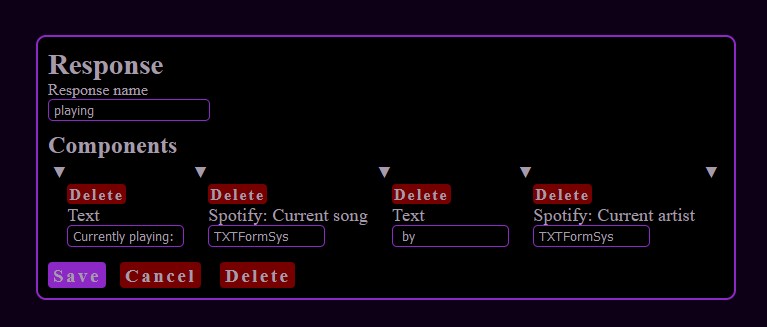 Response
Response name
playing
Components
▼ ▼ ▼ ▼ ▼
Delete Delete Delete Delete
Text Spotify: Current song Text Spotify: Current artist
Currently playing: TXTFormSys by TXTFormSys
Save Cancel Delete